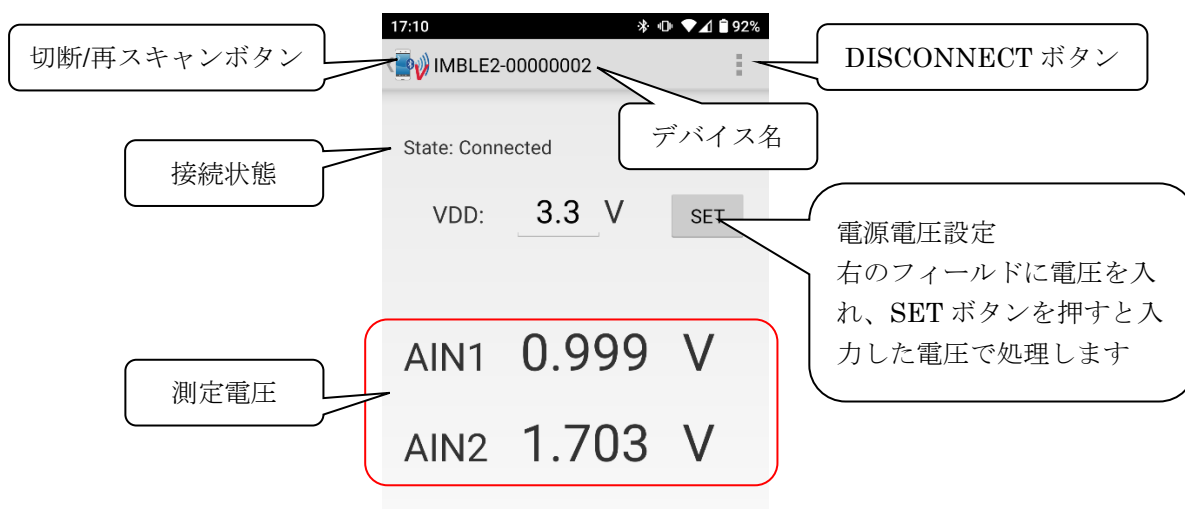 17:10 92%
切断/再スキャンボタン
IMBLE2-00000002
DISCONNECT ボタン
デバイス名
State: Connected
接続状態
VDD: 3.3 V SET
電源電圧設定
右のフィールドに電圧を入
れ、SET ボタンを押すと入
力した電圧で処理します
AIN1 0.999 V
測定電圧
AIN2 1.703 V